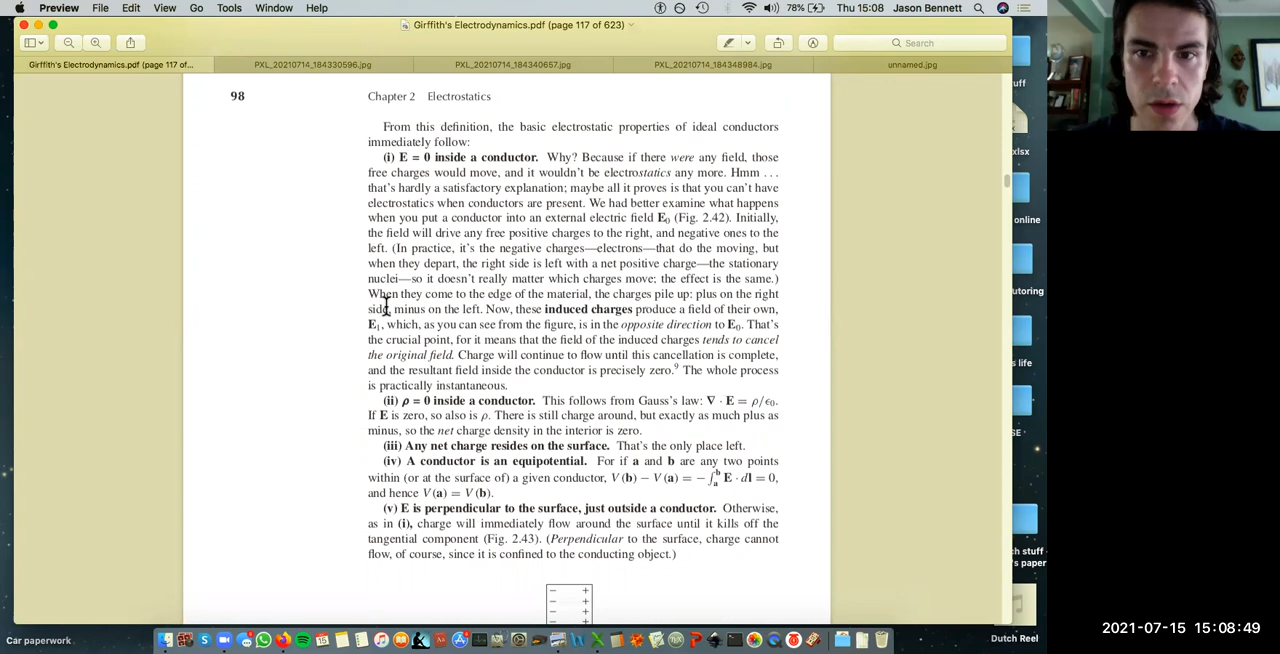 Preview File Edit View Go Tools Window Help
78% Thu 15:08 Jason Bennett
Girffith's Electrodynamics.pdf (page 117 of 623)
Search
Girffith's Electrodynamics.pdf (page 117 of... PXL_20210714_184330596.jpg PXL_20210714_184340657.jpg PXL_20210714_184348984.jpg unnamed.jpg
98 Chapter 2 Electrostatics
From this definition, the basic electrostatic properties of ideal conductors
immediately follow:
(i) E = 0 inside a conductor. Why? Because if there were any field, those
free charges would move, and it wouldn't be electrostatics any more. Hmm ...
that's hardly a satisfactory explanation; maybe all it proves is that you can't have
electrostatics when conductors are present. We had better examine what happens
when you put a conductor into an external electric field E₀ (Fig. 2.42). Initially,
the field will drive any free positive charges to the right, and negative ones to the
left. (In practice, it's the negative charges—electrons—that do the moving, but
when they depart, the right side is left with a net positive charge—the stationary
nuclei—so it doesn't really matter which charges move; the effect is the same.)
When they come to the edge of the material, the charges pile up: plus on the right
side, minus on the left. Now, these induced charges produce a field of their own,
E₁, which, as you can see from the figure, is in the opposite direction to E₀. That's
the crucial point, for it means that the field of the induced charges tends to cancel
the original field. Charge will continue to flow until this cancellation is complete,
and the resultant field inside the conductor is precisely zero.⁹ The whole process
is practically instantaneous.
(ii) ρ = 0 inside a conductor. This follows from Gauss's law: ∇ · E = ρ/ϵ₀.
If E is zero, so also is ρ. There is still charge around, but exactly as much plus as
minus, so the net charge density in the interior is zero.
(iii) Any net charge resides on the surface. That's the only place left.
(iv) A conductor is an equipotential. For if a and b are any two points
within (or at the surface of) a given conductor, V(b) − V(a) = −∫ₐᵇ E · dl = 0,
and hence V(a) = V(b).
(v) E is perpendicular to the surface, just outside a conductor. Otherwise,
as in (i), charge will immediately flow around the surface until it kills off the
tangential component (Fig. 2.43). (Perpendicular to the surface, charge cannot
flow, of course, since it is confined to the conducting object.)
− +
− +
− +
− +
uff
xlsx
online
utoring
s life
SE
ch stuff
's paper
Dutch Reel
Car paperwork
2021-07-15 15:08:49